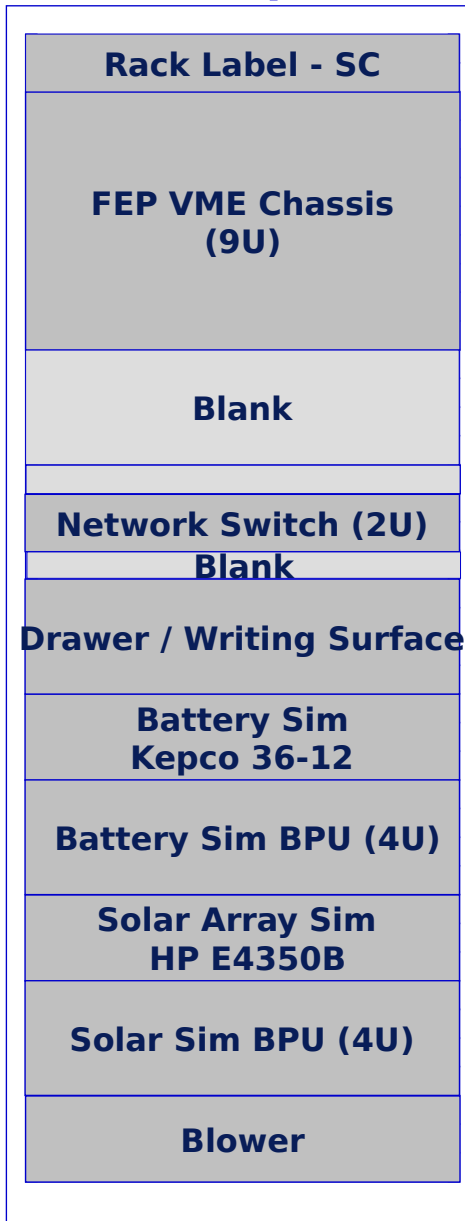 Rack Label - SC
FEP VME Chassis
(9U)
Blank
Network Switch (2U)
Blank
Drawer / Writing Surface
Battery Sim
Kepco 36-12
Battery Sim BPU (4U)
Solar Array Sim
HP E4350B
Solar Sim BPU (4U)
Blower